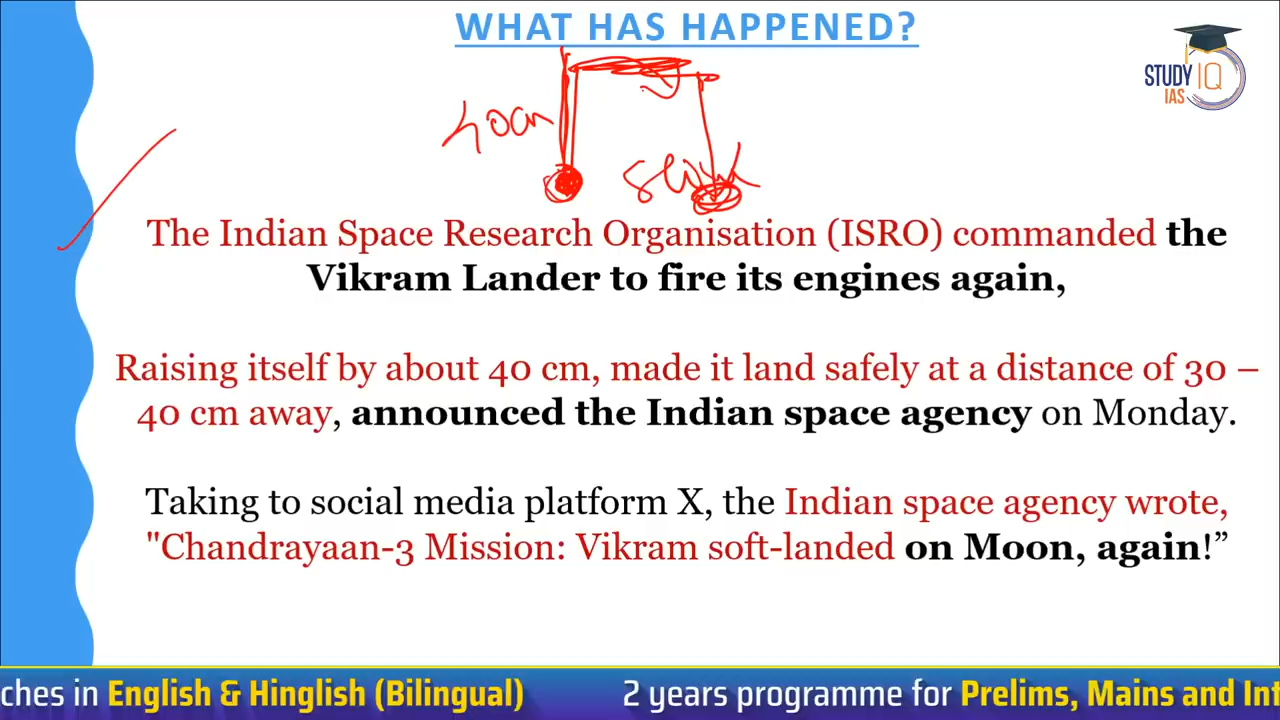 WHAT HAS HAPPENED?
STUDY IQ
IAS
40cm
The Indian Space Research Organisation (ISRO) commanded the
Vikram Lander to fire its engines again,
Raising itself by about 40 cm, made it land safely at a distance of 30 –
40 cm away, announced the Indian space agency on Monday.
Taking to social media platform X, the Indian space agency wrote,
"Chandrayaan-3 Mission: Vikram soft-landed on Moon, again!”
ches in English & Hinglish (Bilingual) 2 years programme for Prelims, Mains and Int